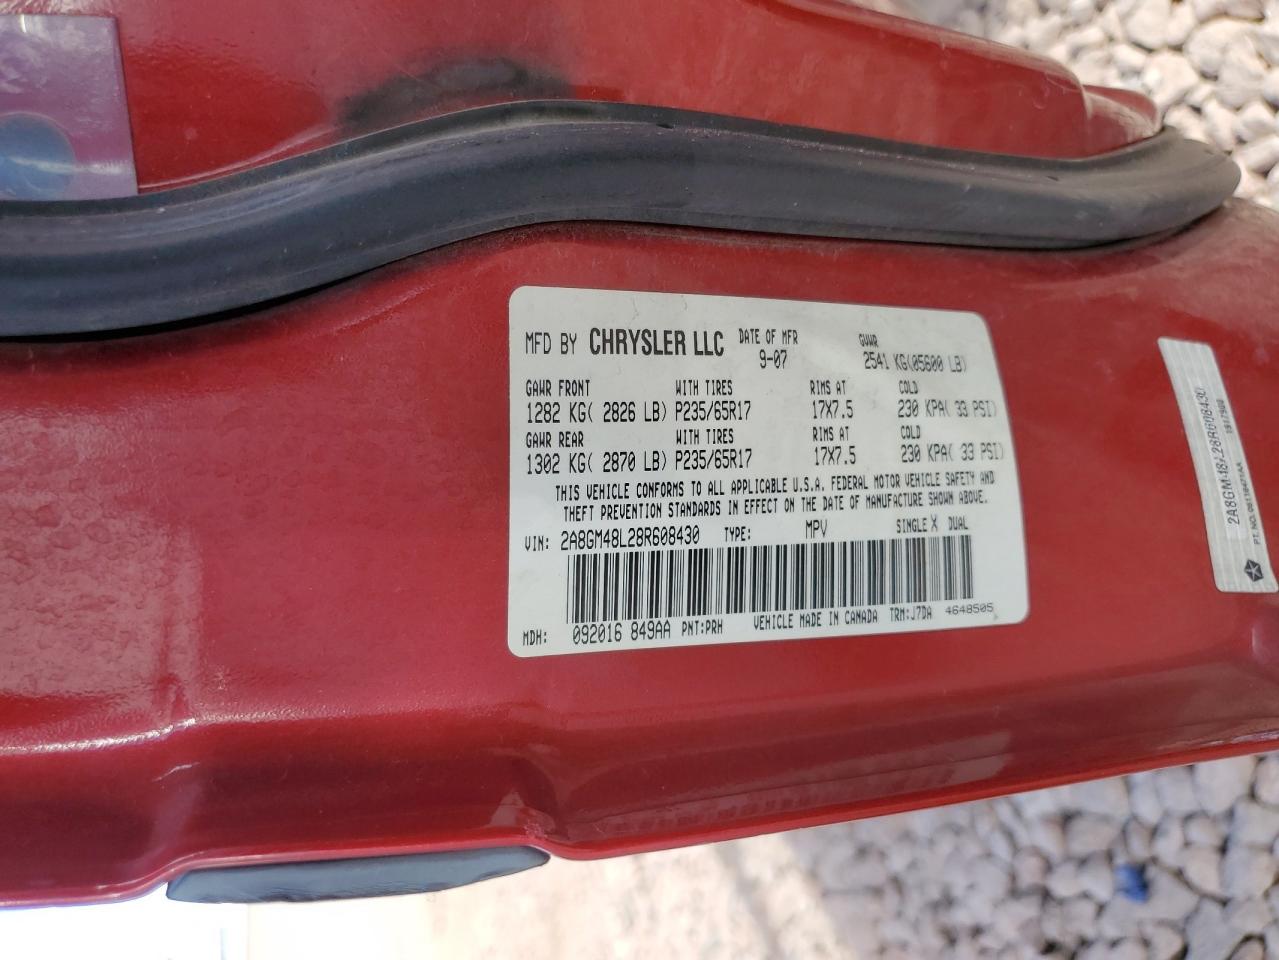 MFD BY CHRYSLER LLC DATE OF MFR GVWR
9-07 2541 KG(05600 LB)
GAWR FRONT WITH TIRES RIMS AT COLD
1282 KG( 2826 LB) P235/65R17 17X7.5 230 KPA( 33 PSI)
GAWR REAR WITH TIRES RIMS AT COLD
1302 KG( 2870 LB) P235/65R17 17X7.5 230 KPA( 33 PSI)
THIS VEHICLE CONFORMS TO ALL APPLICABLE U.S.A. FEDERAL MOTOR VEHICLE SAFETY AND
THEFT PREVENTION STANDARDS IN EFFECT ON THE DATE OF MANUFACTURE SHOWN ABOVE.
VIN: 2A8GM48L28R608430 TYPE: MPV SINGLE X DUAL
MDH: 092016 849AA PNT:PRH VEHICLE MADE IN CANADA TRM:J7DA 4648505
2A8GM48L28R608430
PT. NO.